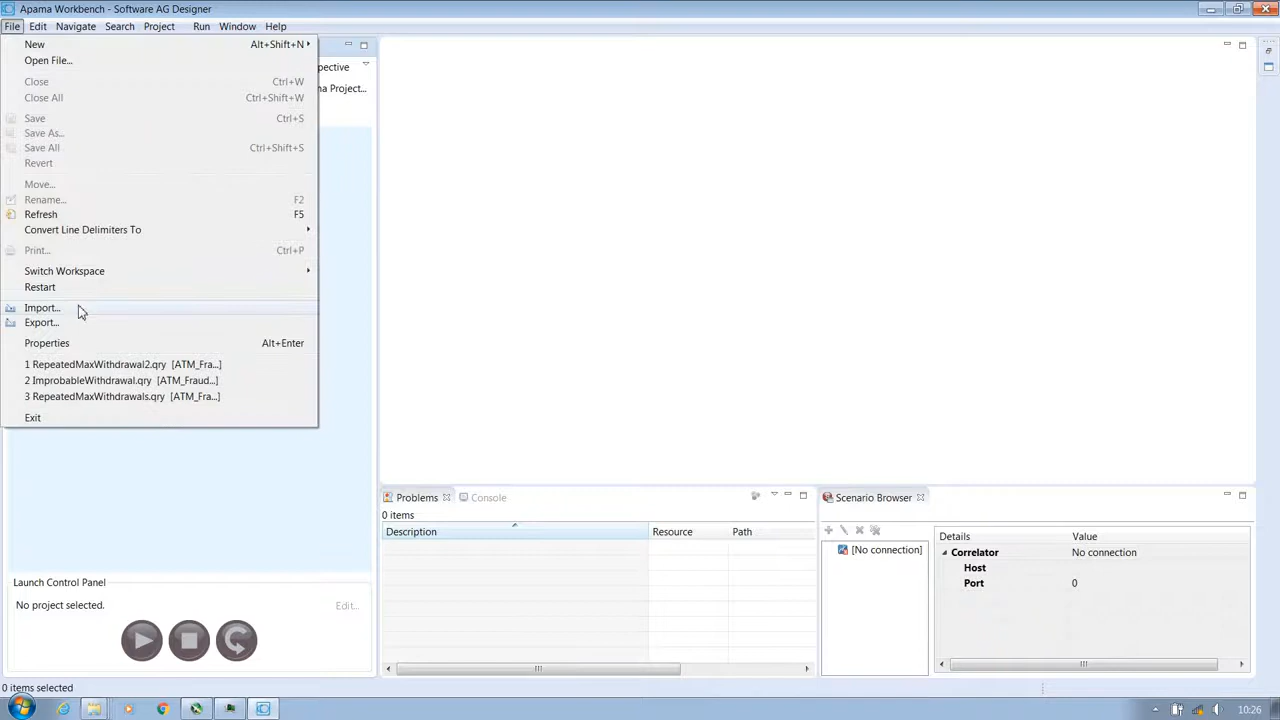 Apama Workbench - Software AG Designer
File Edit Navigate Search Project Run Window Help
New Alt+Shift+N
Open File...
pective
Close Ctrl+W
na Project...
Close All Ctrl+Shift+W
Save Ctrl+S
Save As...
Save All Ctrl+Shift+S
Revert
Move...
Rename... F2
Refresh F5
Convert Line Delimiters To
Print... Ctrl+P
Switch Workspace
Restart
Import...
Export...
Properties Alt+Enter
1 RepeatedMaxWithdrawal2.qry [ATM_Fra...]
2 ImprobableWithdrawal.qry [ATM_Fraud...]
3 RepeatedMaxWithdrawals.qry [ATM_Fra...]
Exit
Problems Console
0 items
Description Resource Path
Scenario Browser
[No connection]
Details Value
Correlator No connection
Host
Port 0
Launch Control Panel
No project selected. Edit...
0 items selected
10:26